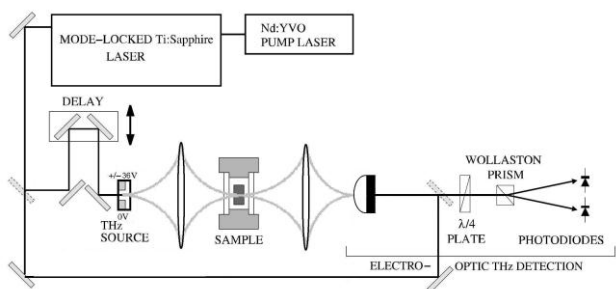 MODE-LOCKED Ti:Sapphire
LASER
Nd:YVO
PUMP LASER
DELAY
+/-36V
0V
THz
SOURCE
SAMPLE
WOLLASTON
PRISM
λ/4
PLATE
PHOTODIODES
ELECTRO-OPTIC THz DETECTION